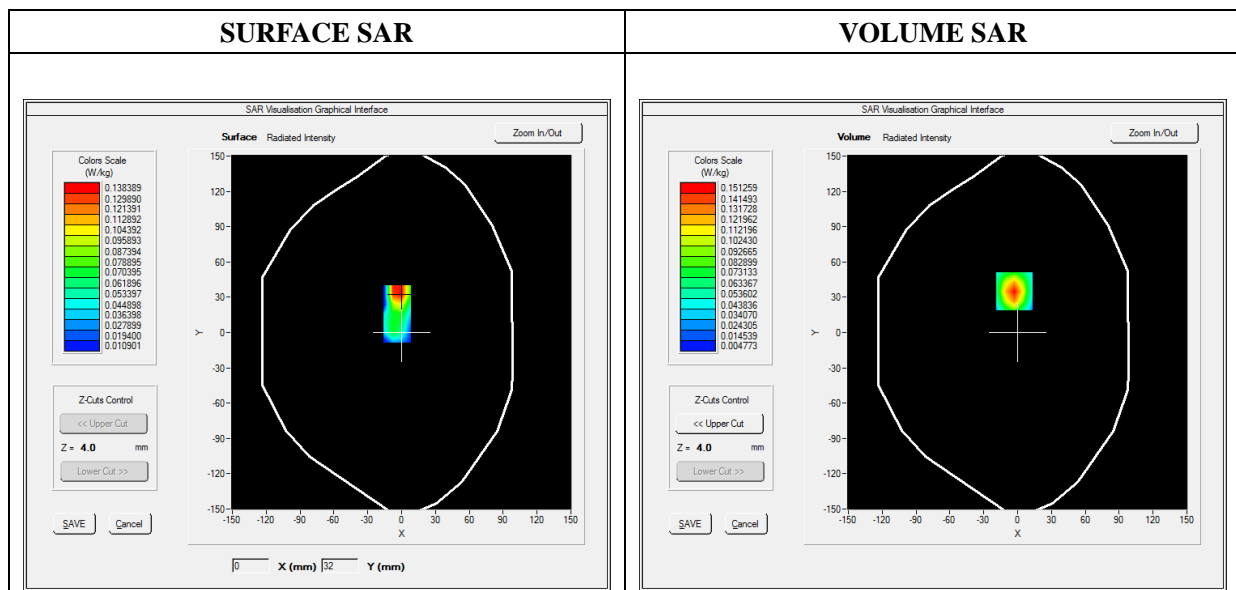 SURFACE SAR
VOLUME SAR
SAR Visualisation Graphical Interface
Surface Radiated Intensity
Zoom In/Out
Colors Scale
(W/kg)
0.138389
0.129890
0.121391
0.112892
0.104392
0.095893
0.087394
0.078895
0.070395
0.061896
0.053397
0.044898
0.036398
0.027899
0.019400
0.010901
150
120
90
60
30
Y 0
-30
-60
-90
-120
-150
-150 -120 -90 -60 -30 0 30 60 90 120 150
X
Z-Cuts Control
<< Upper Cut
Z = 4.0 mm
Lower Cut >>
SAVE Cancel
0 X (mm) 32 Y (mm)
SAR Visualisation Graphical Interface
Volume Radiated Intensity
Zoom In/Out
Colors Scale
(W/kg)
0.151259
0.141493
0.131728
0.121962
0.112196
0.102430
0.092665
0.082899
0.073133
0.063367
0.053602
0.043836
0.034070
0.024305
0.014539
0.004773
150
120
90
60
30
Y 0
-30
-60
-90
-120
-150
-150 -120 -90 -60 -30 0 30 60 90 120 150
X
Z-Cuts Control
<< Upper Cut
Z = 4.0 mm
Lower Cut >>
SAVE Cancel